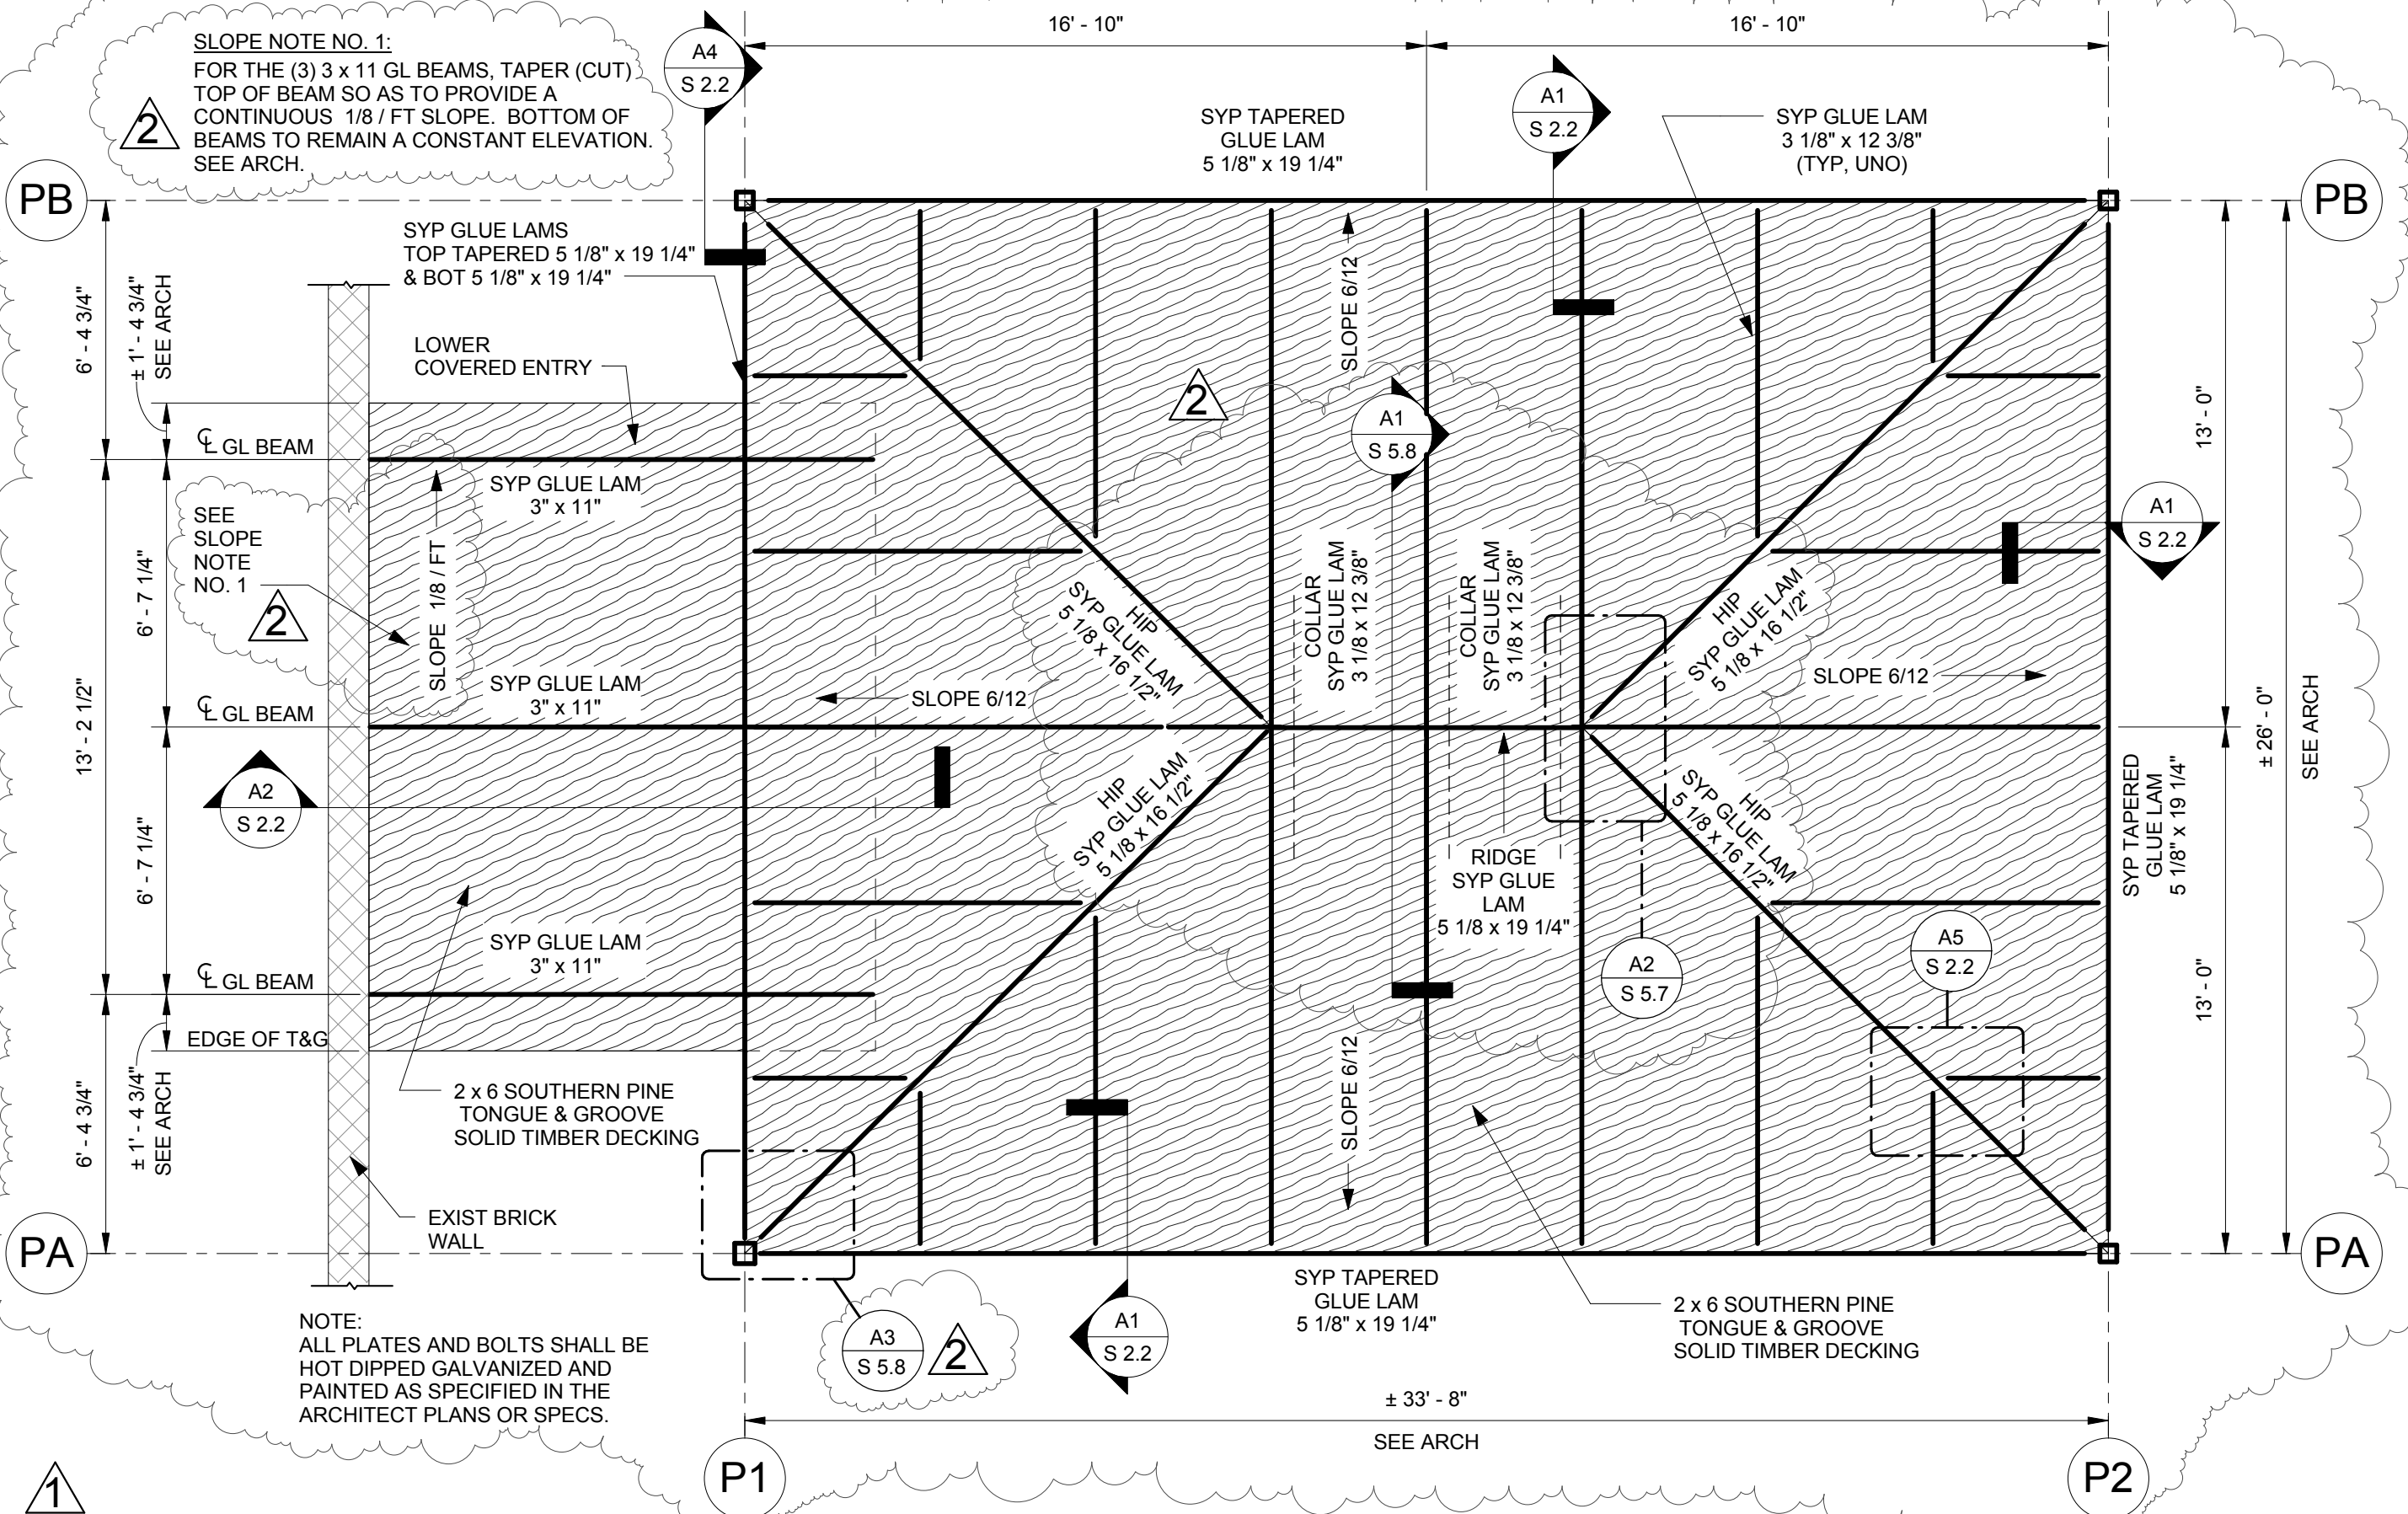 SLOPE NOTE NO. 1:
FOR THE (3) 3 x 11 GL BEAMS, TAPER (CUT)
TOP OF BEAM SO AS TO PROVIDE A
CONTINUOUS 1/8 / FT SLOPE. BOTTOM OF
BEAMS TO REMAIN A CONSTANT ELEVATION.
SEE ARCH.
2
A4
S 2.2
16' - 10"
16' - 10"
SYP TAPERED
GLUE LAM
5 1/8" x 19 1/4"
A1
S 2.2
SYP GLUE LAM
3 1/8" x 12 3/8"
(TYP, UNO)
PB
PB
SYP GLUE LAMS
TOP TAPERED 5 1/8" x 19 1/4"
& BOT 5 1/8" x 19 1/4"
6' - 4 3/4"
± 1' - 4 3/4"
SEE ARCH
LOWER
COVERED ENTRY
SLOPE 6/12
2
A1
S 5.8
13' - 0"
℄ GL BEAM
SYP GLUE LAM
3" x 11"
SEE
SLOPE
NOTE
NO. 1
2
SLOPE 1/8 / FT
6' - 7 1/4"
13' - 2 1/2"
A1
S 2.2
HIP
SYP GLUE LAM
5 1/8 x 16 1/2"
COLLAR
SYP GLUE LAM
3 1/8 x 12 3/8"
COLLAR
SYP GLUE LAM
3 1/8 x 12 3/8"
HIP
SYP GLUE LAM
5 1/8 x 16 1/2"
SYP GLUE LAM
3" x 11"
SLOPE 6/12
SLOPE 6/12
℄ GL BEAM
± 26' - 0"
SEE ARCH
A2
S 2.2
6' - 7 1/4"
HIP
SYP GLUE LAM
5 1/8 x 16 1/2"
RIDGE
SYP GLUE
LAM
5 1/8 x 19 1/4"
HIP
SYP GLUE LAM
5 1/8 x 16 1/2"
SYP TAPERED
GLUE LAM
5 1/8" x 19 1/4"
SYP GLUE LAM
3" x 11"
A2
S 5.7
A5
S 2.2
13' - 0"
℄ GL BEAM
EDGE OF T&G
6' - 4 3/4"
± 1' - 4 3/4"
SEE ARCH
2 x 6 SOUTHERN PINE
TONGUE & GROOVE
SOLID TIMBER DECKING
SLOPE 6/12
EXIST BRICK
WALL
PA
PA
NOTE:
ALL PLATES AND BOLTS SHALL BE
HOT DIPPED GALVANIZED AND
PAINTED AS SPECIFIED IN THE
ARCHITECT PLANS OR SPECS.
A3
S 5.8
2
A1
S 2.2
SYP TAPERED
GLUE LAM
5 1/8" x 19 1/4"
2 x 6 SOUTHERN PINE
TONGUE & GROOVE
SOLID TIMBER DECKING
± 33' - 8"
SEE ARCH
1
P1
P2